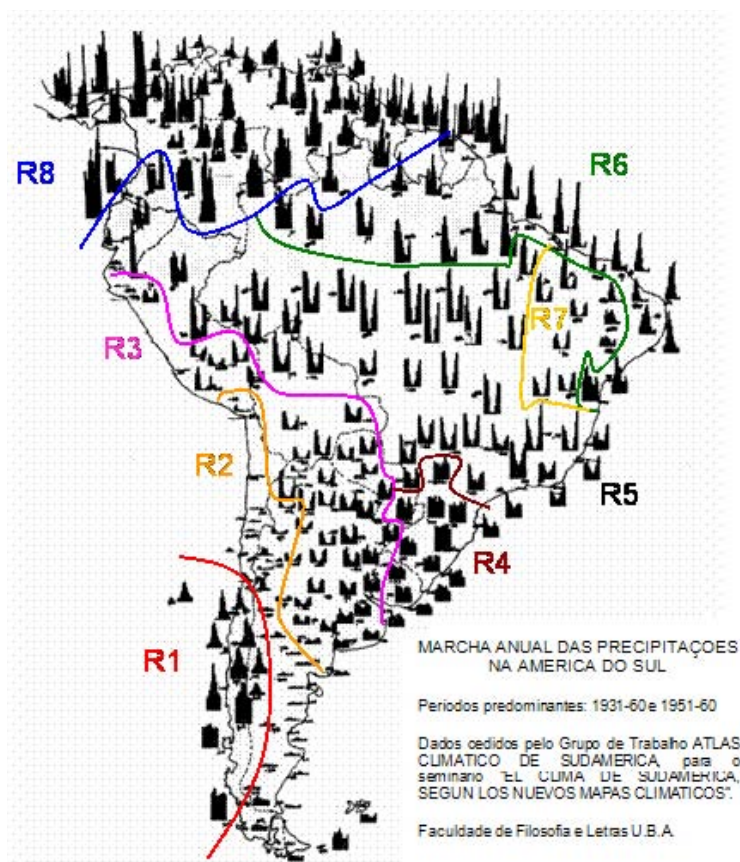 R8
R6
R7
R3
R2
R5
R4
R1
MARCHA ANUAL DAS PRECIPITAÇOES
NA AMERICA DO SUL
Periodos predominantes: 1931-60 e 1951-60
Dados cedidos pelo Grupo de Trabalho ATLAS
CLIMATICO DE SUDAMERICA para o
seminário "EL CLIMA DE SUDAMERICA,
SEGUN LOS NUEVOS MAPAS CLIMATICOS".
Faculdade de Filosofia e Letras U.B.A.